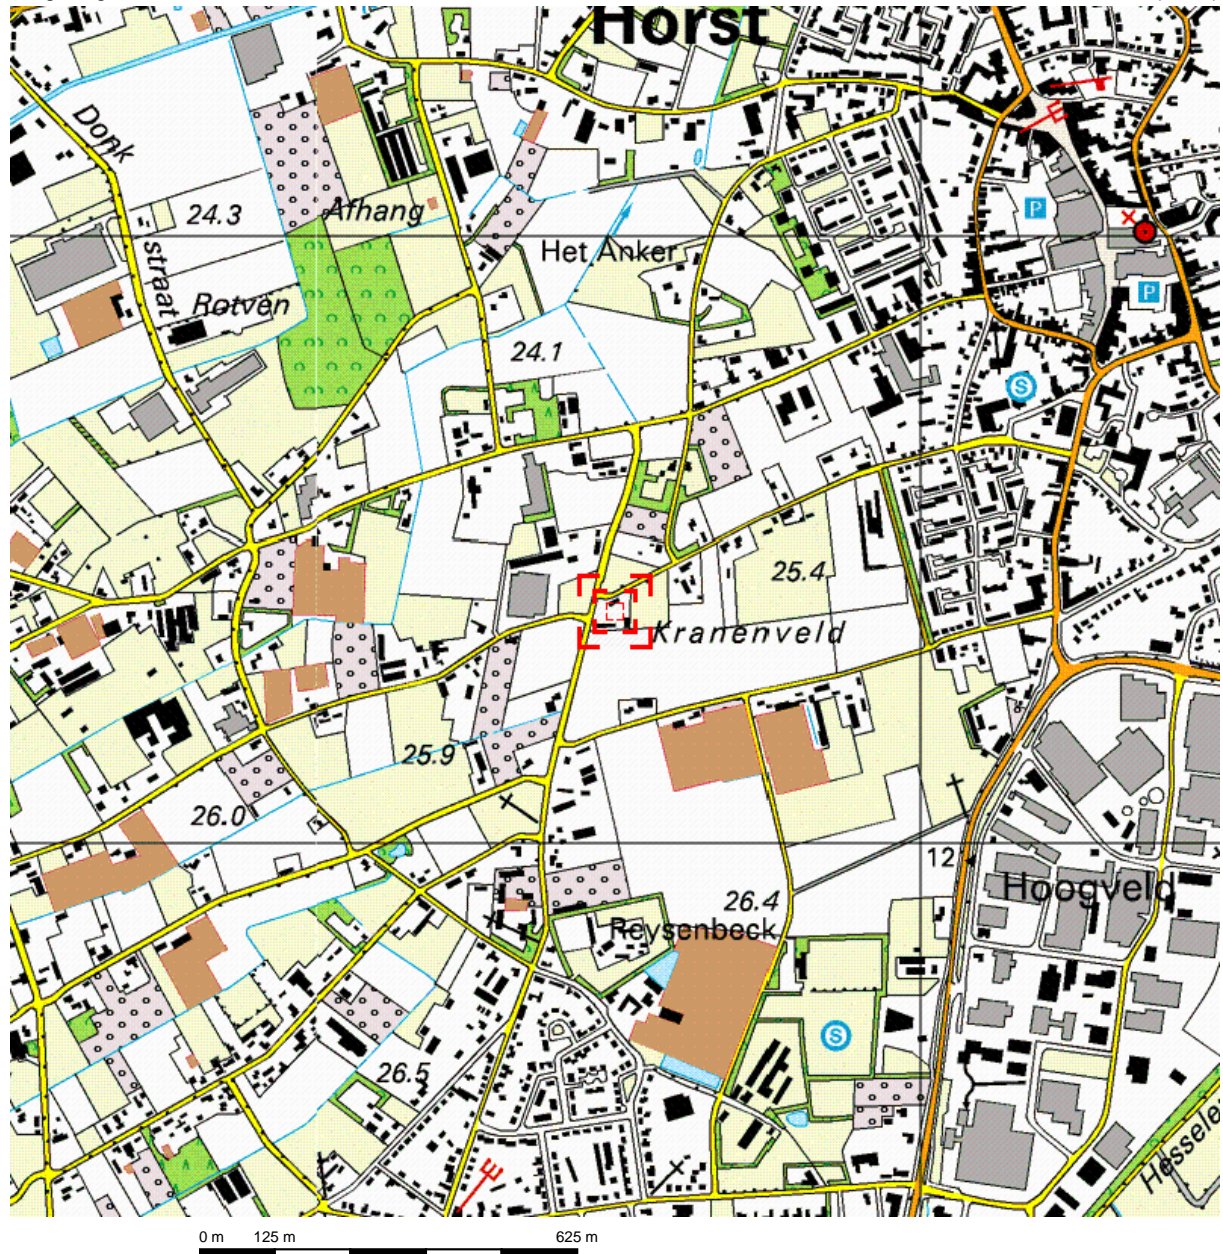 Horst
Donk
straat
24.3
Afhang
P
Het Anker
Rotven
P
24.1
S
25.4
Kranenveld
25.9
26.0
12
Hoogveld
26.4
Reysenbeck
S
26.5
Hessele
0 m 125 m 625 m